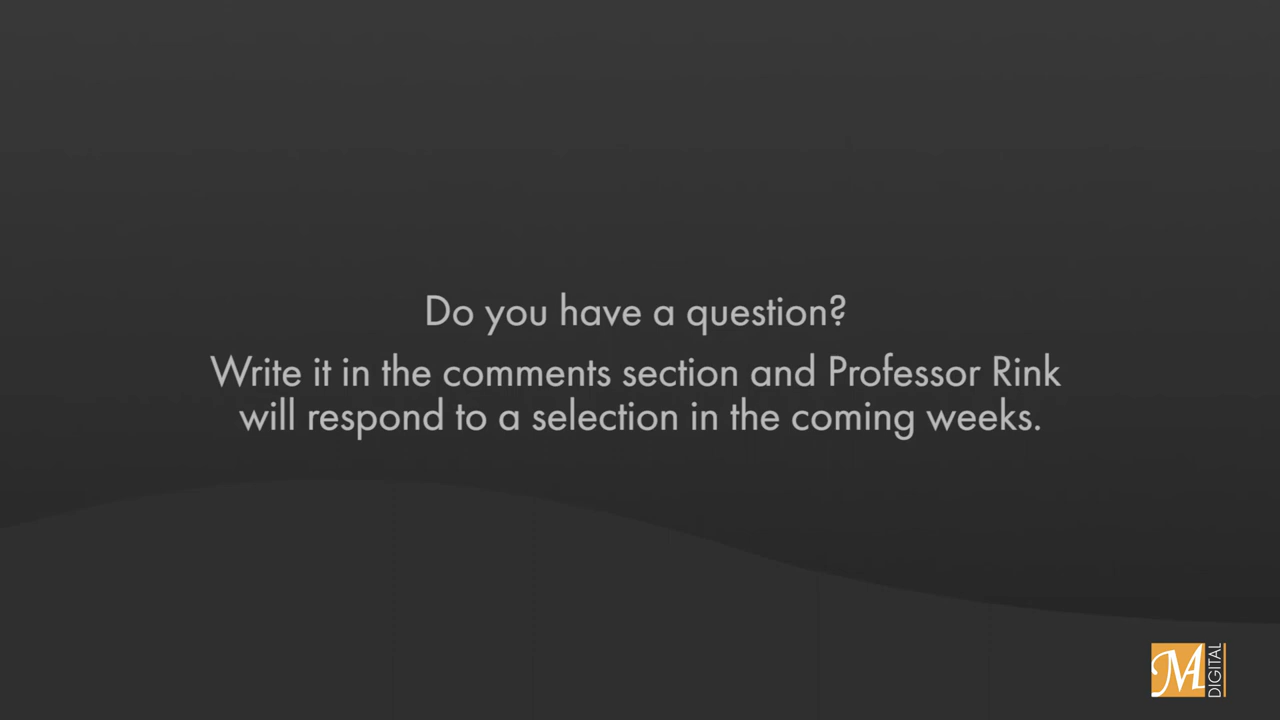 Do you have a question?
Write it in the comments section and Professor Rink
will respond to a selection in the coming weeks.
M
DIGITAL